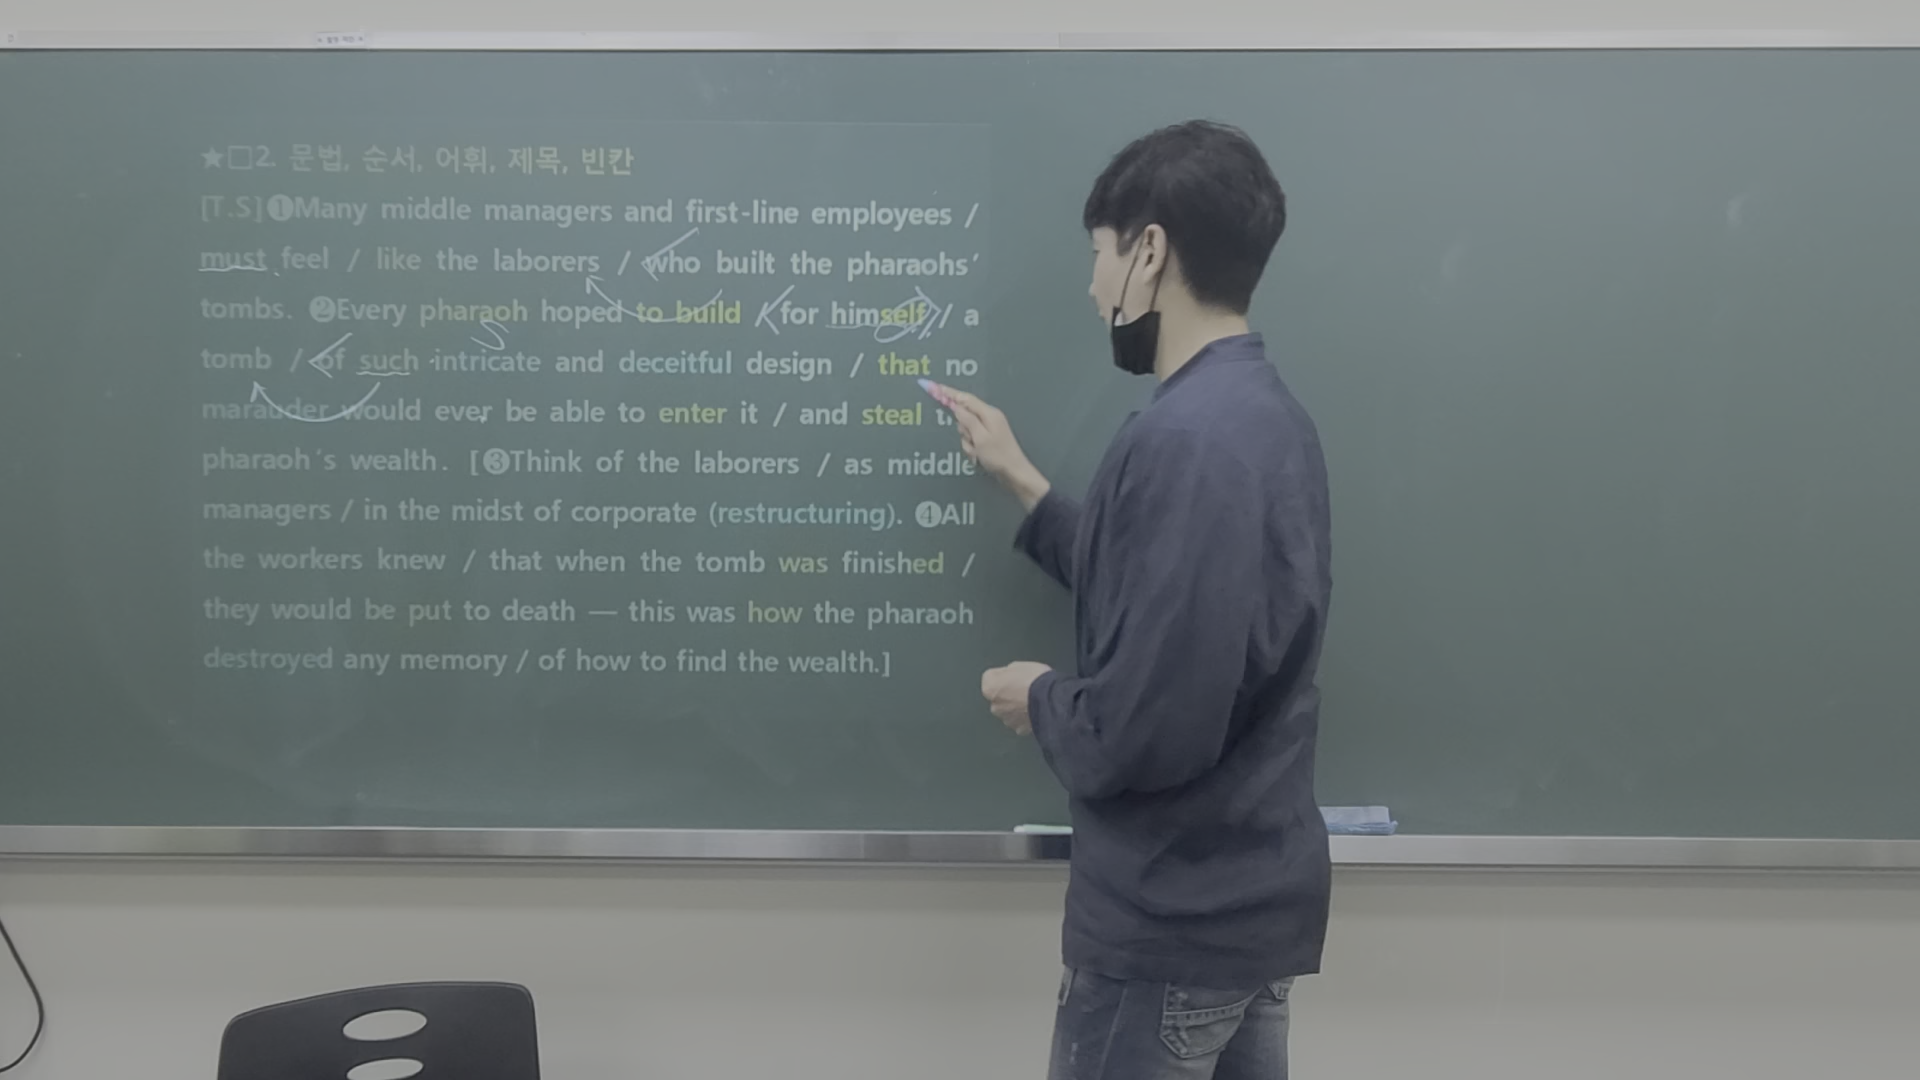 ★□2. 문법, 순서, 어휘, 제목, 빈칸
[T.S]❶Many middle managers and first-line employees /
must feel / like the laborers / who built the pharaohs'
tombs. ❷Every pharaoh hoped to build / for himself / a
S
tomb / of such intricate and deceitful design / that no
marauder would ever be able to enter it / and steal
pharaoh's wealth. [❸Think of the laborers / as middle
managers / in the midst of corporate (restructuring). ❹All
the workers knew / that when the tomb was finished /
they would be put to death — this was how the pharaoh
destroyed any memory / of how to find the wealth.]